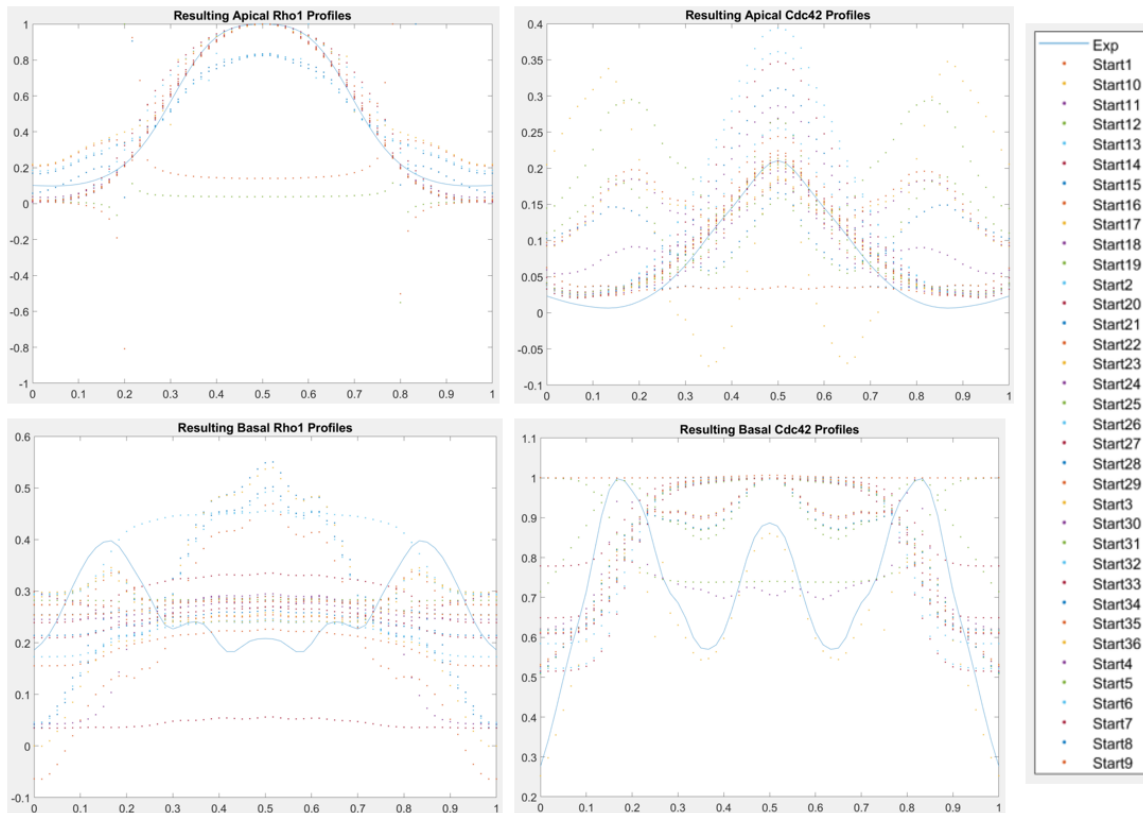 Resulting Apical Rho1 Profiles
1
0.8
0.6
0.4
0.2
0
-0.2
-0.4
-0.6
-0.8
-1
0 0.1 0.2 0.3 0.4 0.5 0.6 0.7 0.8 0.9 1
Resulting Apical Cdc42 Profiles
0.4
0.35
0.3
0.25
0.2
0.15
0.1
0.05
0
-0.05
-0.1
0 0.1 0.2 0.3 0.4 0.5 0.6 0.7 0.8 0.9 1
Resulting Basal Rho1 Profiles
0.6
0.5
0.4
0.3
0.2
0.1
0
-0.1
0 0.1 0.2 0.3 0.4 0.5 0.6 0.7 0.8 0.9 1
Resulting Basal Cdc42 Profiles
1.1
1
0.9
0.8
0.7
0.6
0.5
0.4
0.3
0.2
0 0.1 0.2 0.3 0.4 0.5 0.6 0.7 0.8 0.9 1
Exp
Start1
Start10
Start11
Start12
Start13
Start14
Start15
Start16
Start17
Start18
Start19
Start2
Start20
Start21
Start22
Start23
Start24
Start25
Start26
Start27
Start28
Start29
Start3
Start30
Start31
Start32
Start33
Start34
Start35
Start36
Start4
Start5
Start6
Start7
Start8
Start9